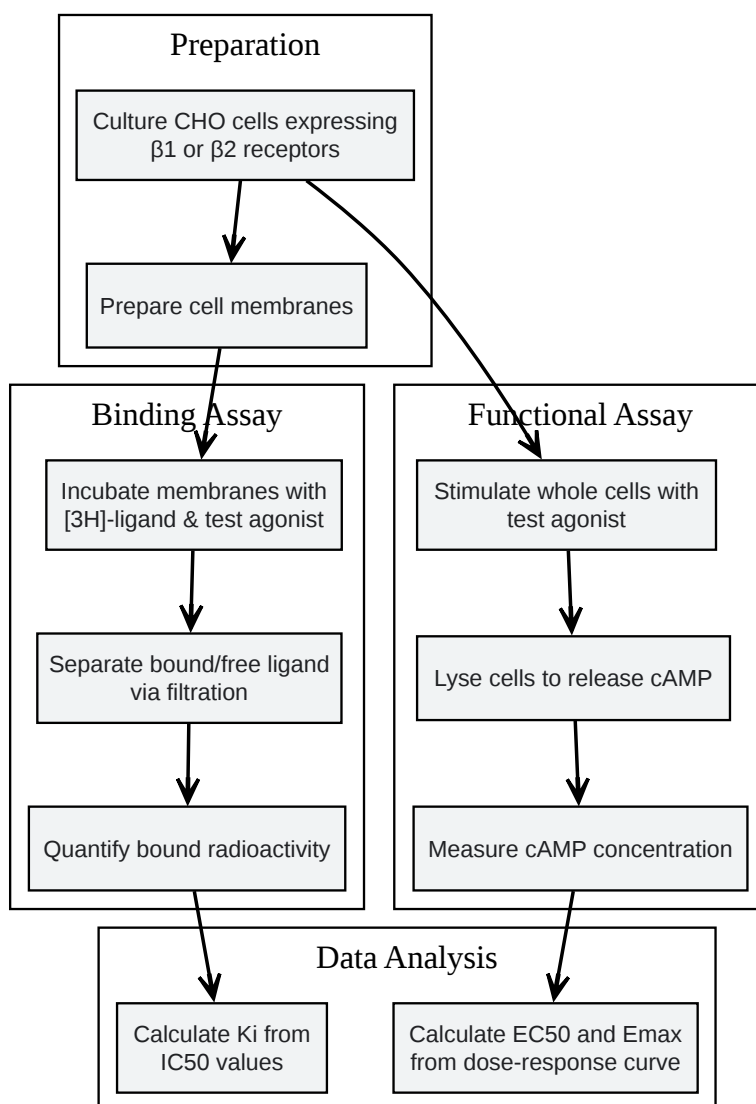 Preparation
Culture CHO cells expressing
β1 or β2 receptors
Prepare cell membranes
Binding Assay
Incubate membranes with
[3H]-ligand & test agonist
Separate bound/free ligand
via filtration
Quantify bound radioactivity
Functional Assay
Stimulate whole cells with
test agonist
Lyse cells to release cAMP
Measure cAMP concentration
Data Analysis
Calculate Ki from
IC50 values
Calculate EC50 and Emax
from dose-response curve